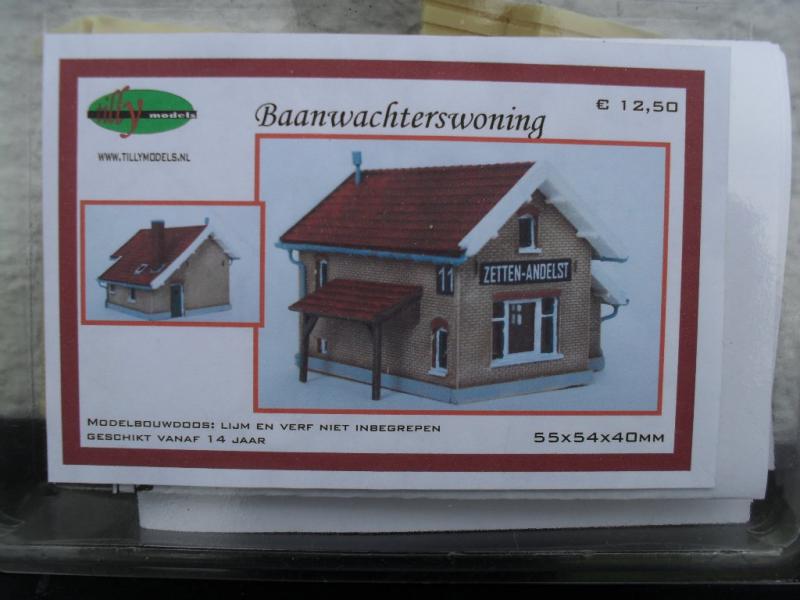 tilly models
WWW.TILLYMODELS.NL
Baanwachterswoning
€ 12,50
11
ZETTEN-ANDELST
MODELBOUWDOOS: LIJM EN VERF NIET INBEGREPEN
GESCHIKT VANAF 14 JAAR
55X54X40MM